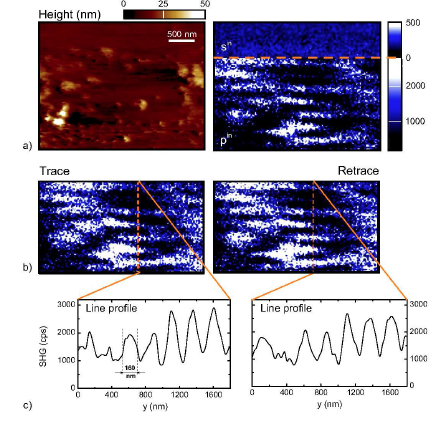 Height (nm)
0 25 50
500 nm
500
0
1000
s^in
p^in
a)
Trace
Retrace
b)
Line profile
Line profile
3000
2000
1000
0
SHG (cps)
160
nm
3000
2000
1000
0
0 400 800 1200 1600
0 400 800 1200 1600
y (nm)
y (nm)
c)